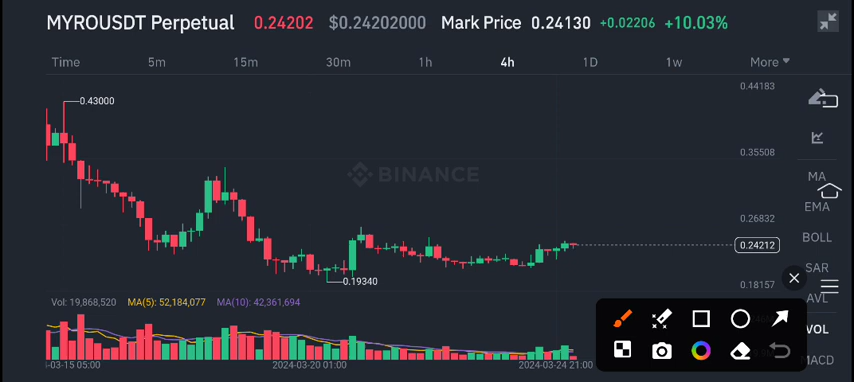 MYROUSDT Perpetual 0.24202 $0.24202000 Mark Price 0.24130 +0.02206 +10.03%
Time 5m 15m 30m 1h 4h 1D 1w More
0.44183
0.43000
0.35508
BINANCE
MA
EMA
0.26832
BOLL
0.24212
SAR
0.19340
0.18157
AVL
Vol: 19,868,520 MA(5): 52,184,077 MA(10): 42,361,694
VOL
MACD
-03-15 05:00 2024-03-20 01:00 2024-03-24 21:00